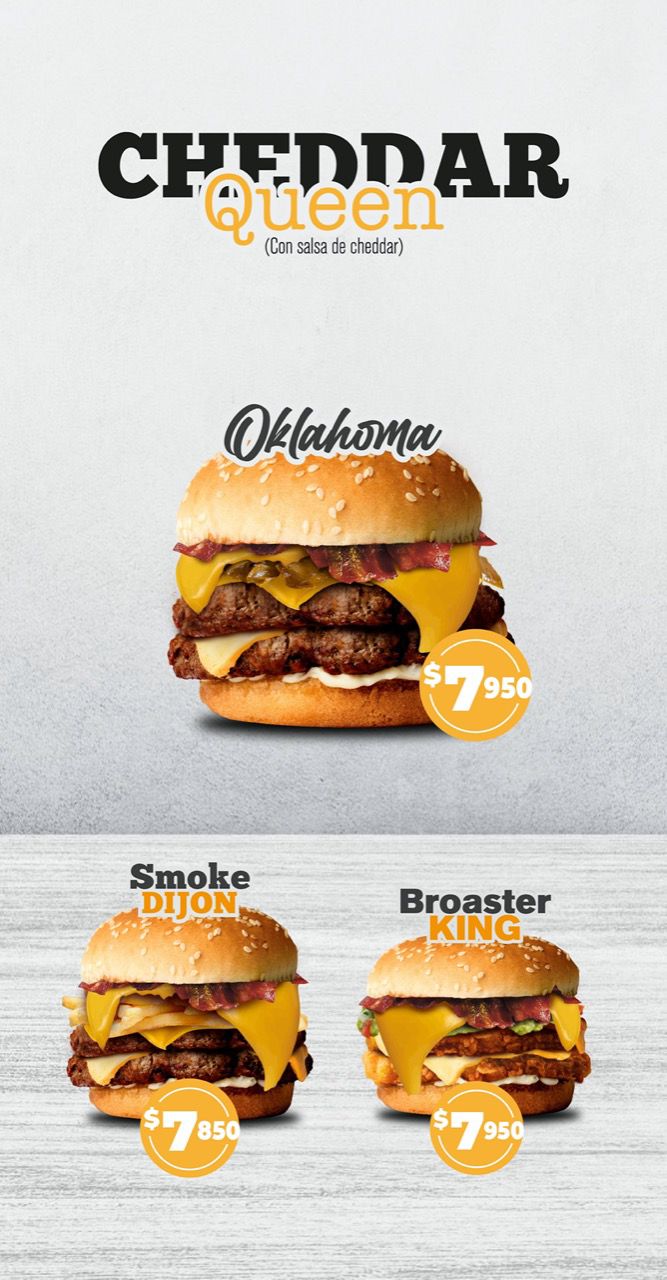 CHEDDAR
Queen
(Con salsa de cheddar)
Oklahoma
$7950
Smoke
DIJON
$7850
Broaster
KING
$7950